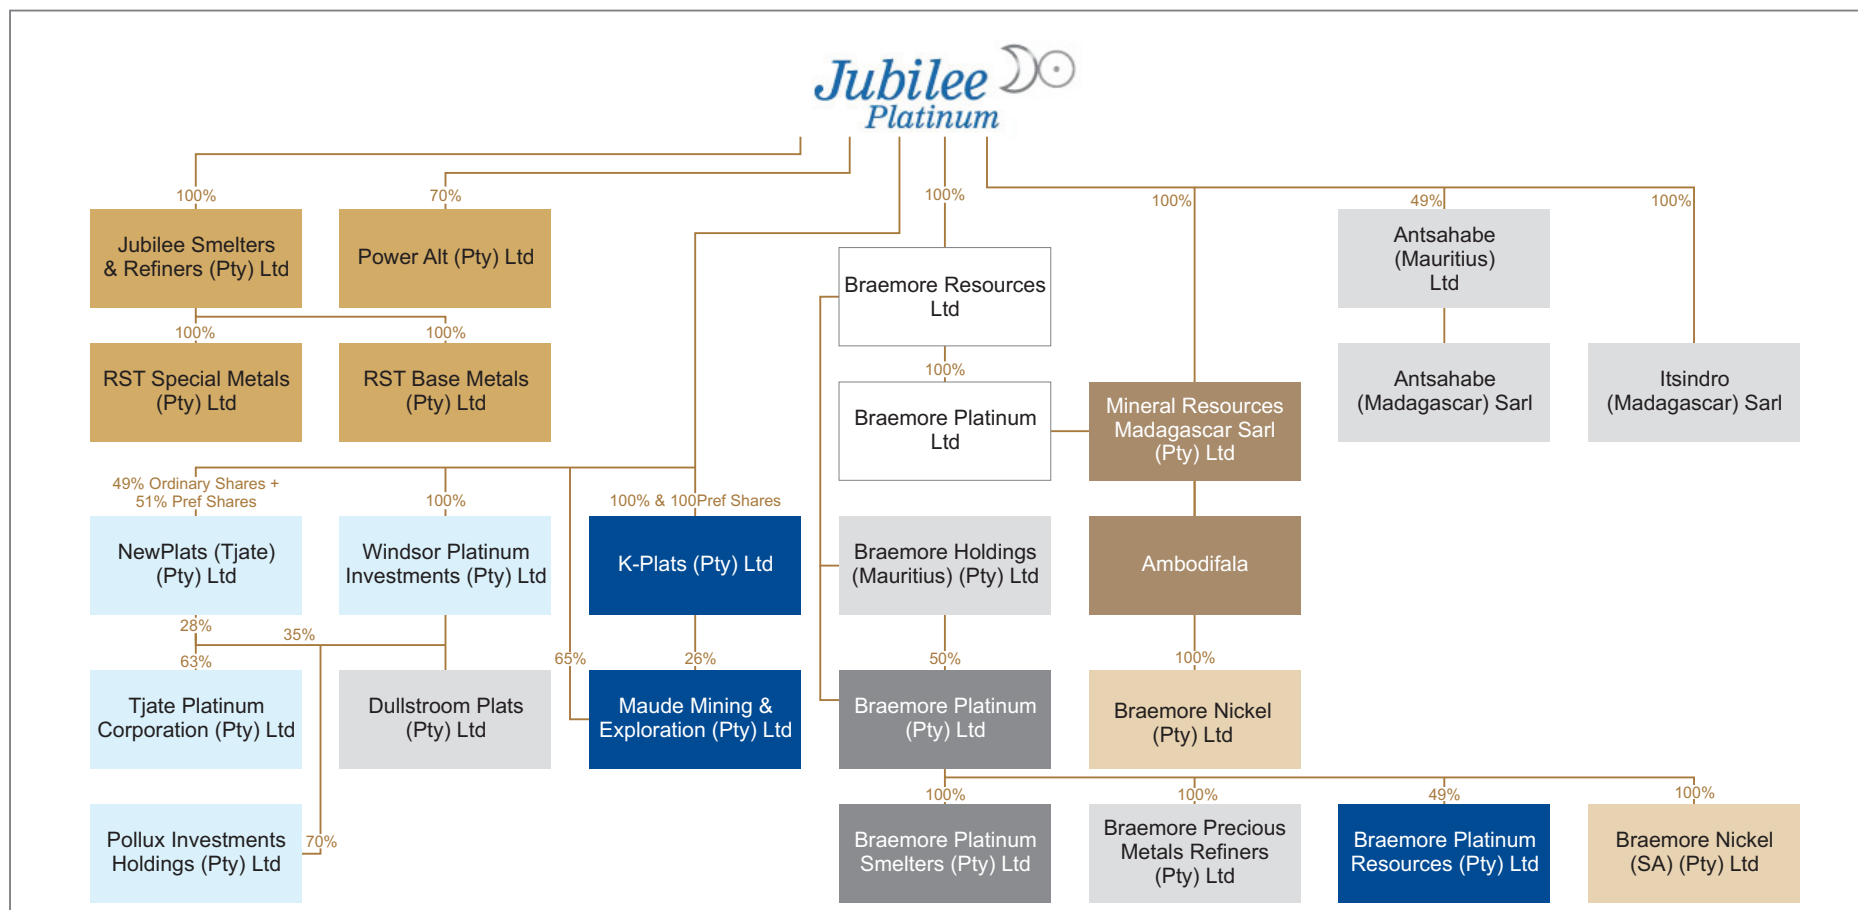 Jubilee
Platinum
100%
70%
100%
100%
49%
100%
Jubilee Smelters
& Refiners (Pty) Ltd
Power Alt (Pty) Ltd
Braemore Resources
Ltd
Antsahabe
(Mauritius)
Ltd
100%
100%
100%
RST Special Metals
(Pty) Ltd
RST Base Metals
(Pty) Ltd
Braemore Platinum
Ltd
Mineral Resources
Madagascar Sarl
(Pty) Ltd
Antsahabe
(Madagascar) Sarl
Itsindro
(Madagascar) Sarl
49% Ordinary Shares +
51% Pref Shares
100%
100% & 100Pref Shares
NewPlats (Tjate)
(Pty) Ltd
Windsor Platinum
Investments (Pty) Ltd
K-Plats (Pty) Ltd
Braemore Holdings
(Mauritius) (Pty) Ltd
Ambodifala
28%
35%
63%
65%
26%
50%
100%
Tjate Platinum
Corporation (Pty) Ltd
Dullstroom Plats
(Pty) Ltd
Maude Mining &
Exploration (Pty) Ltd
Braemore Platinum
(Pty) Ltd
Braemore Nickel
(Pty) Ltd
100%
100%
49%
100%
Pollux Investments
Holdings (Pty) Ltd
70%
Braemore Platinum
Smelters (Pty) Ltd
Braemore Precious
Metals Refiners
(Pty) Ltd
Braemore Platinum
Resources (Pty) Ltd
Braemore Nickel
(SA) (Pty) Ltd